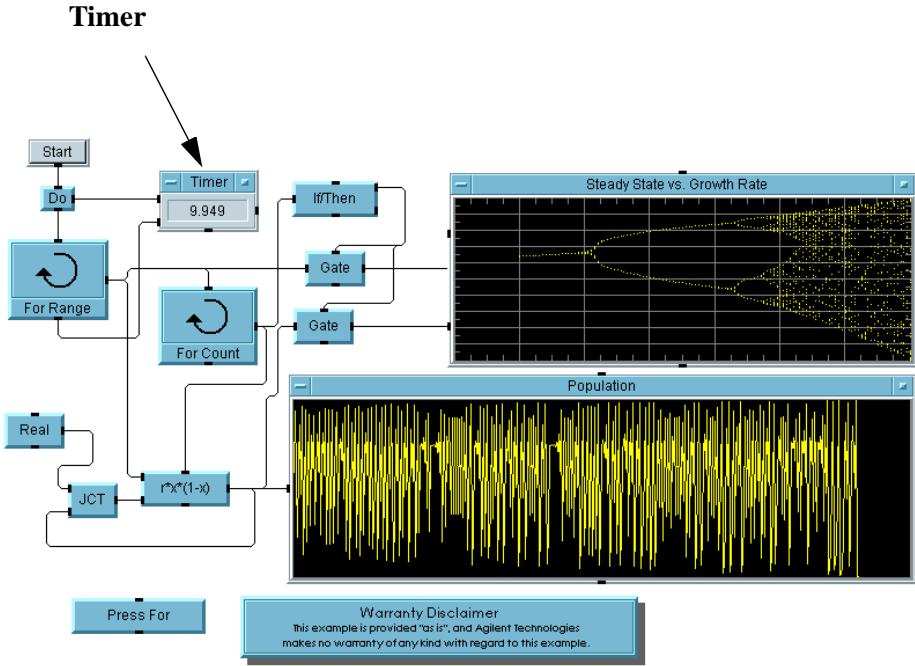 Timer
Start
Timer
Do
9.949
If/Then
Steady State vs. Growth Rate
For Range
Gate
For Count
Gate
Population
Real
JCT
r*x*(1-x)
Press For
Warranty Disclaimer
This example is provided "as is", and Agilent Technologies
makes no warranty of any kind with regard to this example.